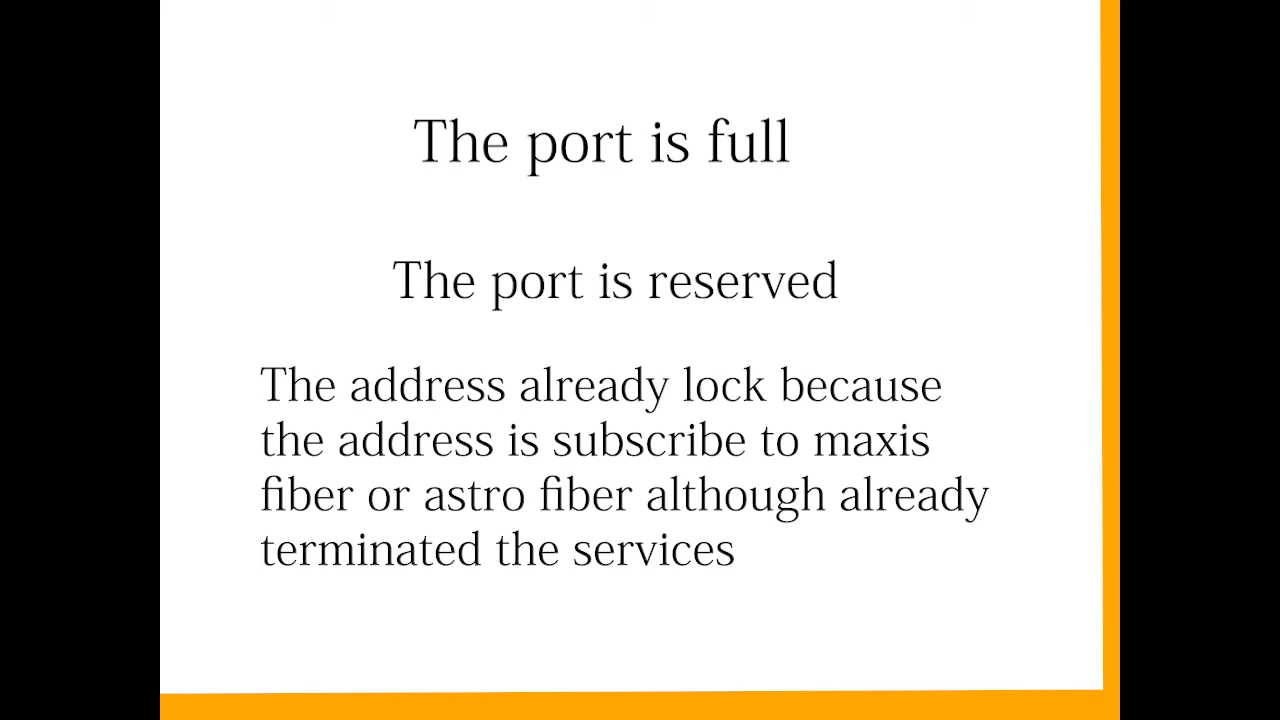 The port is full
The port is reserved
The address already lock because
the address is subscribe to maxis
fiber or astro fiber although already
terminated the services